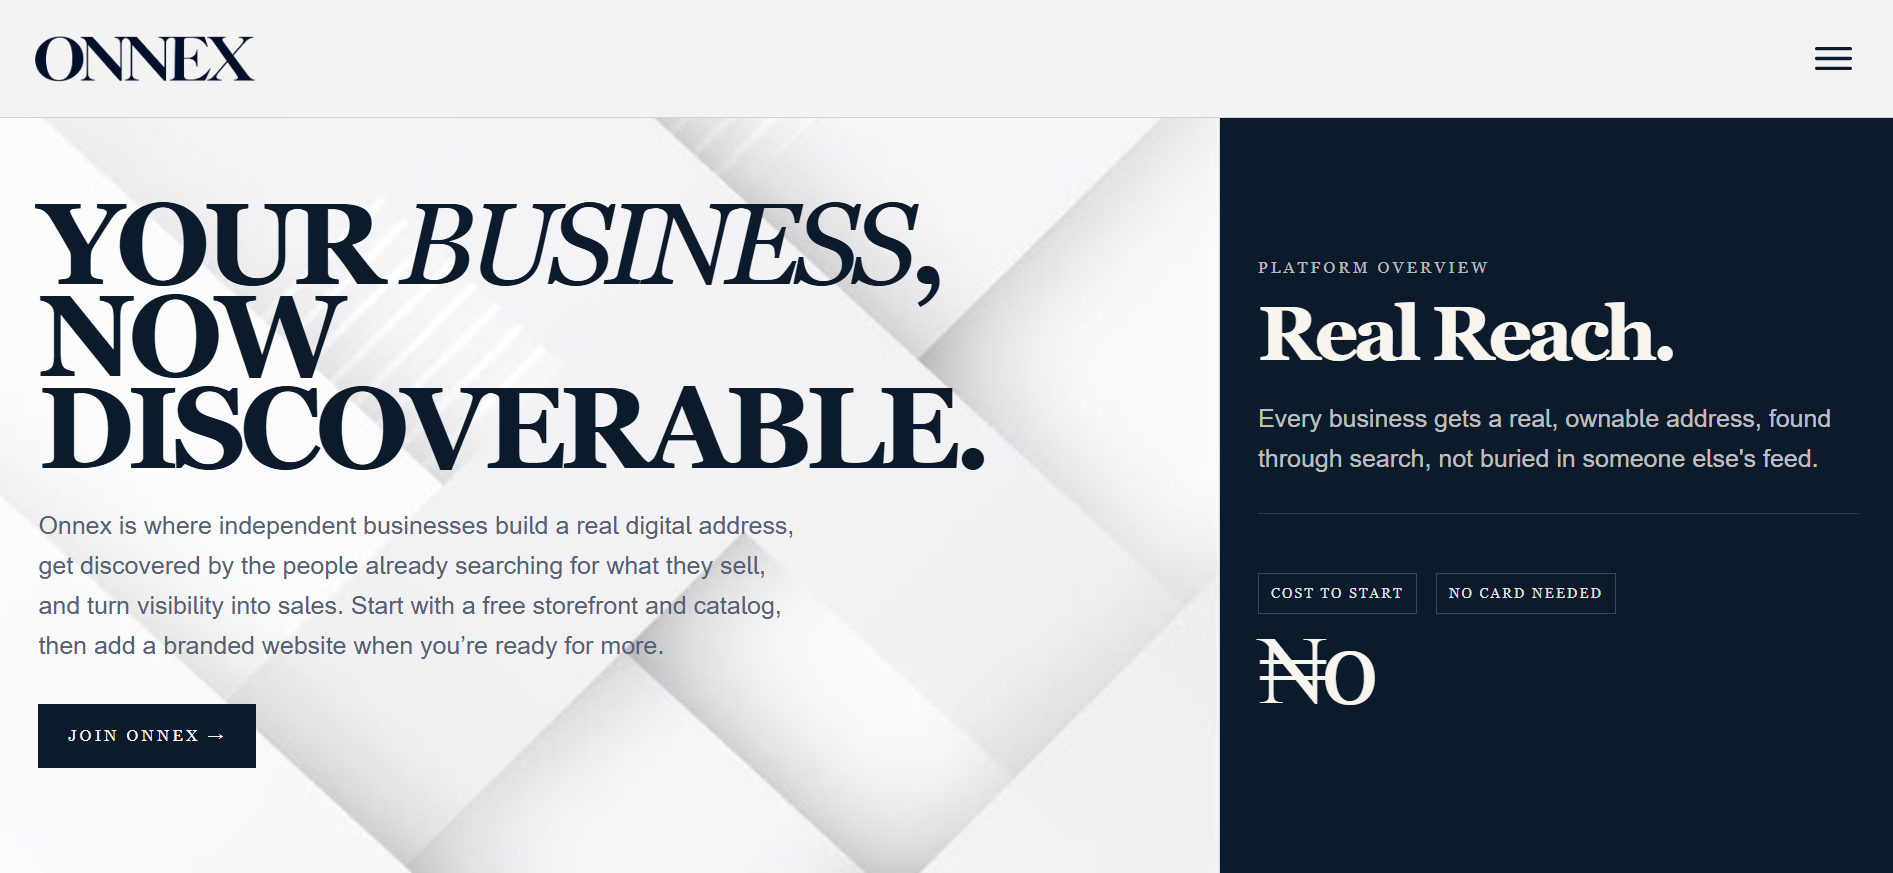 ONNEX
YOUR BUSINESS,
NOW
DISCOVERABLE.
Onnex is where independent businesses build a real digital address,
get discovered by the people already searching for what they sell,
and turn visibility into sales. Start with a free storefront and catalog,
then add a branded website when you’re ready for more.
JOIN ONNEX →
PLATFORM OVERVIEW
Real Reach.
Every business gets a real, ownable address, found
through search, not buried in someone else's feed.
COST TO START
NO CARD NEEDED
₦0